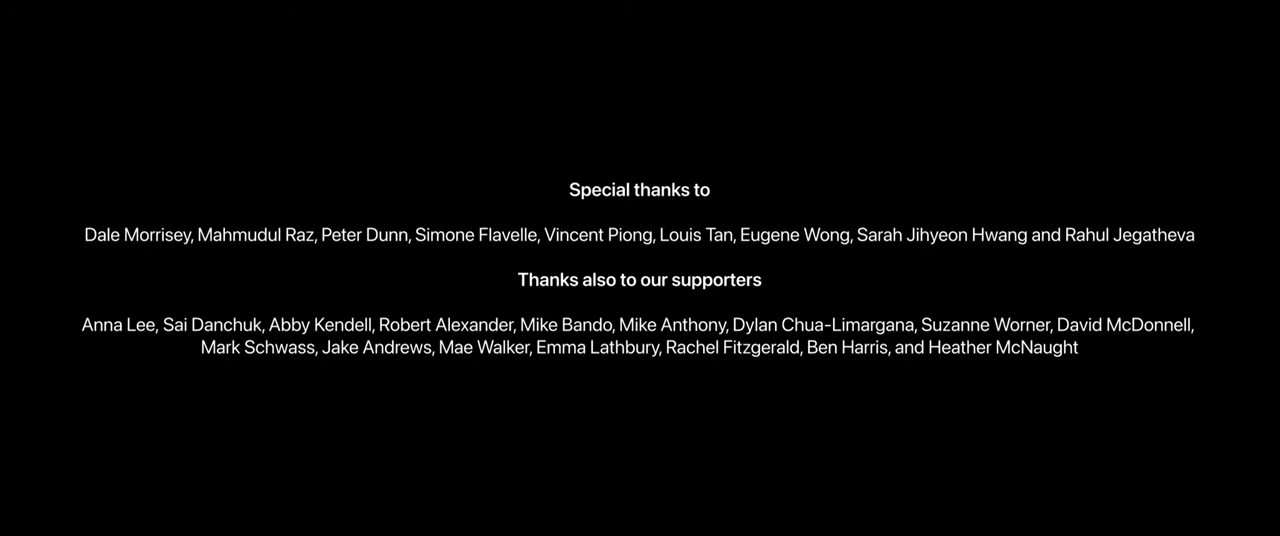 Special thanks to
Dale Morrisey, Mahmudul Raz, Peter Dunn, Simone Flavelle, Vincent Piong, Louis Tan, Eugene Wong, Sarah Jihyeon Hwang and Rahul Jegatheva
Thanks also to our supporters
Anna Lee, Sai Danchuk, Abby Kendell, Robert Alexander, Mike Bando, Mike Anthony, Dylan Chua-Limargana, Suzanne Worner, David McDonnell,
Mark Schwass, Jake Andrews, Mae Walker, Emma Lathbury, Rachel Fitzgerald, Ben Harris, and Heather McNaught